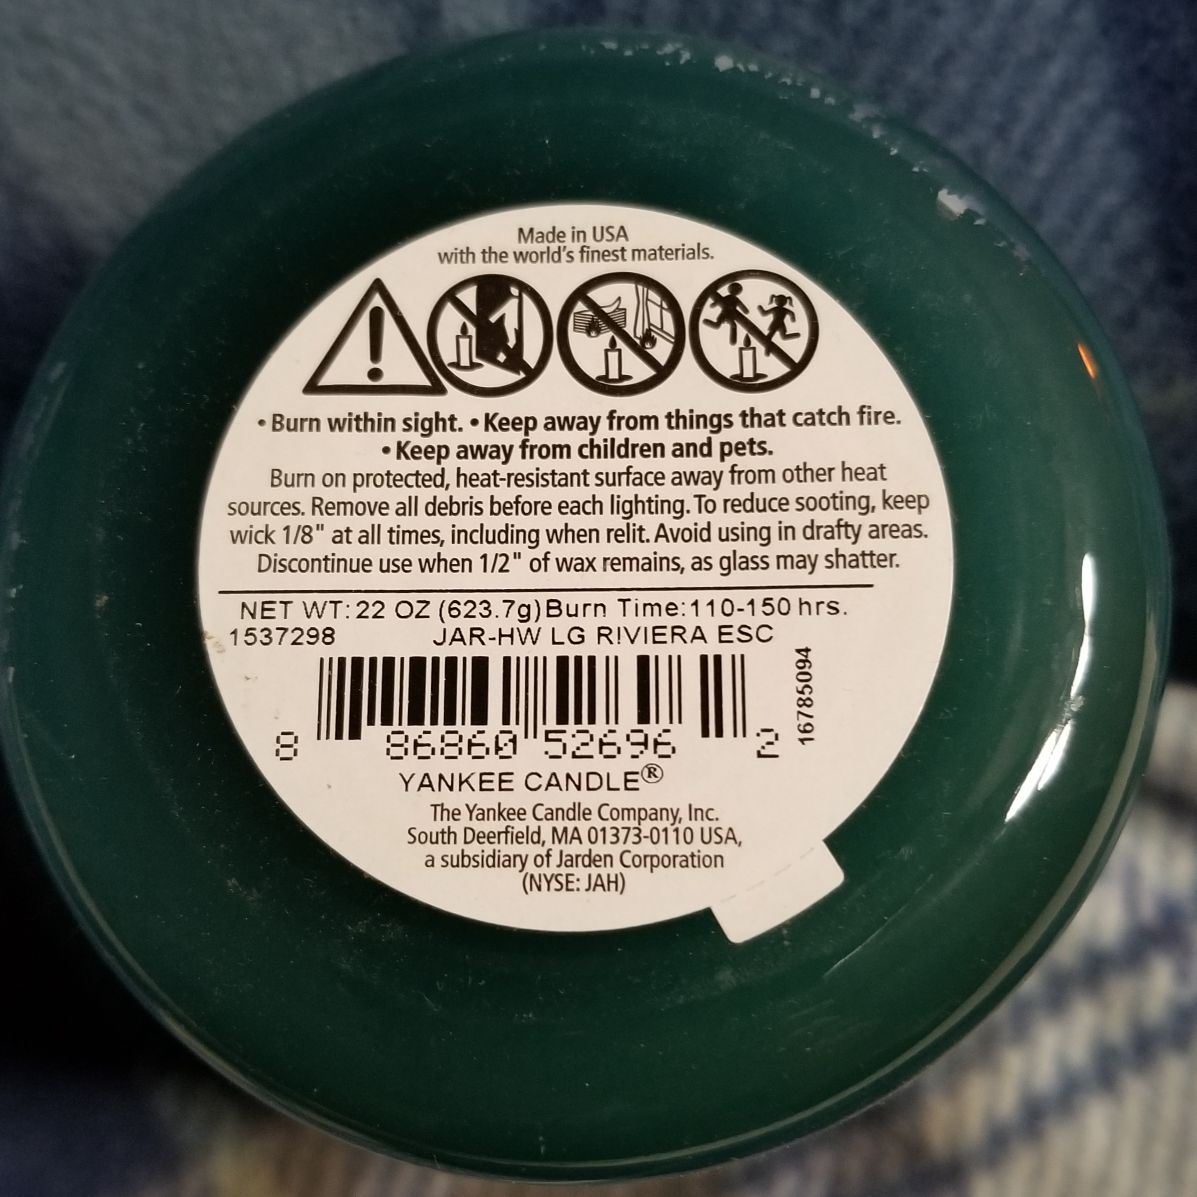 Made in USA
with the world's finest materials.
• Burn within sight. • Keep away from things that catch fire.
• Keep away from children and pets.
Burn on protected, heat-resistant surface away from other heat
sources. Remove all debris before each lighting. To reduce sooting, keep
wick 1/8" at all times, including when relit. Avoid using in drafty areas.
Discontinue use when 1/2" of wax remains, as glass may shatter.
NET WT: 22 OZ (623.7g) Burn Time: 110-150 hrs.
1537298 JAR-HW LG RIVIERA ESC
8 86860 52696 2
16785094
YANKEE CANDLE®
The Yankee Candle Company, Inc.
South Deerfield, MA 01373-0110 USA,
a subsidiary of Jarden Corporation
(NYSE: JAH)